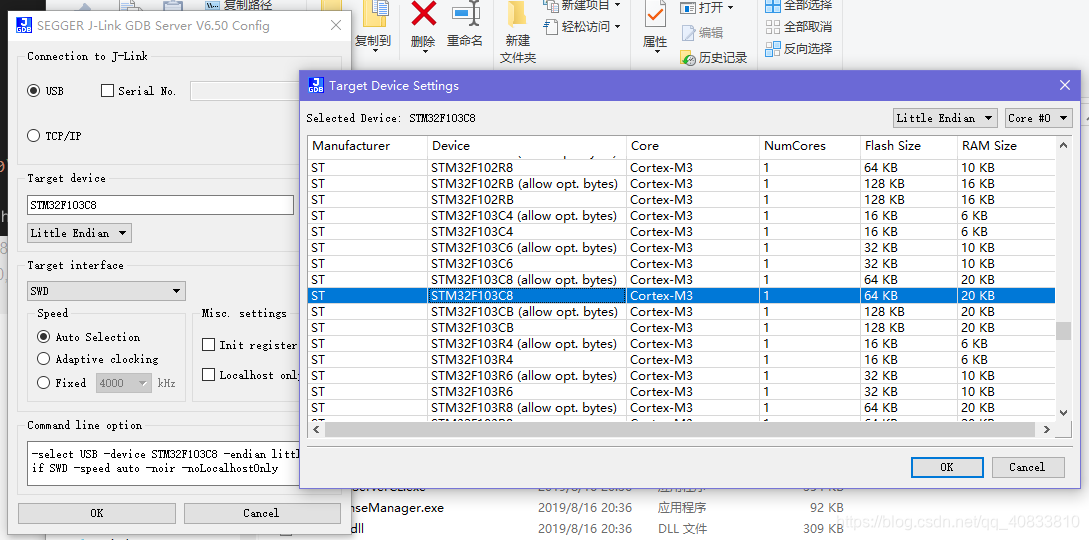 复制路径
复制到
删除
重命名
新建
文件夹
新建项目
轻松访问
属性
打开
编辑
历史记录
全部选择
全部取消
反向选择
SEGGER J-Link GDB Server V6.50 Config
Connection to J-Link
USB
Serial No.
TCP/IP
Target device
STM32F103C8
Little Endian
Target interface
SWD
Speed
Auto Selection
Adaptive clocking
Fixed 4000 kHz
Misc. settings
Init register
Localhost onl
Command line option
-select USB -device STM32F103C8 -endian littl
if SWD -speed auto -noir -noLocalhostOnly
OK Cancel
Target Device Settings
Selected Device: STM32F103C8 Little Endian Core #0
Manufacturer Device Core NumCores Flash Size RAM Size
ST STM32F102R8 Cortex-M3 1 64 KB 10 KB
ST STM32F102RB (allow opt. bytes) Cortex-M3 1 128 KB 16 KB
ST STM32F102RB Cortex-M3 1 128 KB 16 KB
ST STM32F103C4 (allow opt. bytes) Cortex-M3 1 16 KB 6 KB
ST STM32F103C4 Cortex-M3 1 16 KB 6 KB
ST STM32F103C6 (allow opt. bytes) Cortex-M3 1 32 KB 10 KB
ST STM32F103C6 Cortex-M3 1 32 KB 10 KB
ST STM32F103C8 (allow opt. bytes) Cortex-M3 1 64 KB 20 KB
ST STM32F103C8 Cortex-M3 1 64 KB 20 KB
ST STM32F103CB (allow opt. bytes) Cortex-M3 1 128 KB 20 KB
ST STM32F103CB Cortex-M3 1 128 KB 20 KB
ST STM32F103R4 (allow opt. bytes) Cortex-M3 1 16 KB 6 KB
ST STM32F103R4 Cortex-M3 1 16 KB 6 KB
ST STM32F103R6 (allow opt. bytes) Cortex-M3 1 32 KB 10 KB
ST STM32F103R6 Cortex-M3 1 32 KB 10 KB
ST STM32F103R8 (allow opt. bytes) Cortex-M3 1 64 KB 20 KB
OK Cancel
2019/8/16 20:36 应用程序
nseManager.exe 2019/8/16 20:36 应用程序 92 KB
dll 2019/8/16 20:36 DLL 文件 309 KB
https://blog.csdn.net/qq_40833810